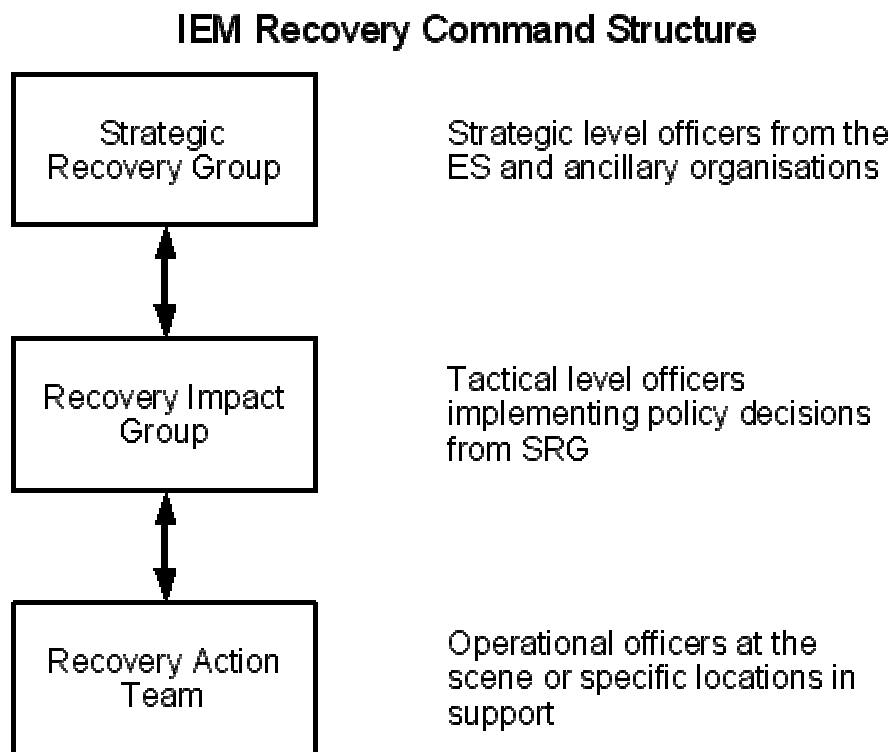 IEM Recovery Command Structure
Strategic
Recovery Group
Strategic level officers from the
ES and ancillary organisations
Recovery Impact
Group
Tactical level officers
implementing policy decisions
from SRG
Recovery Action
Team
Operational officers at the
scene or specific locations in
support